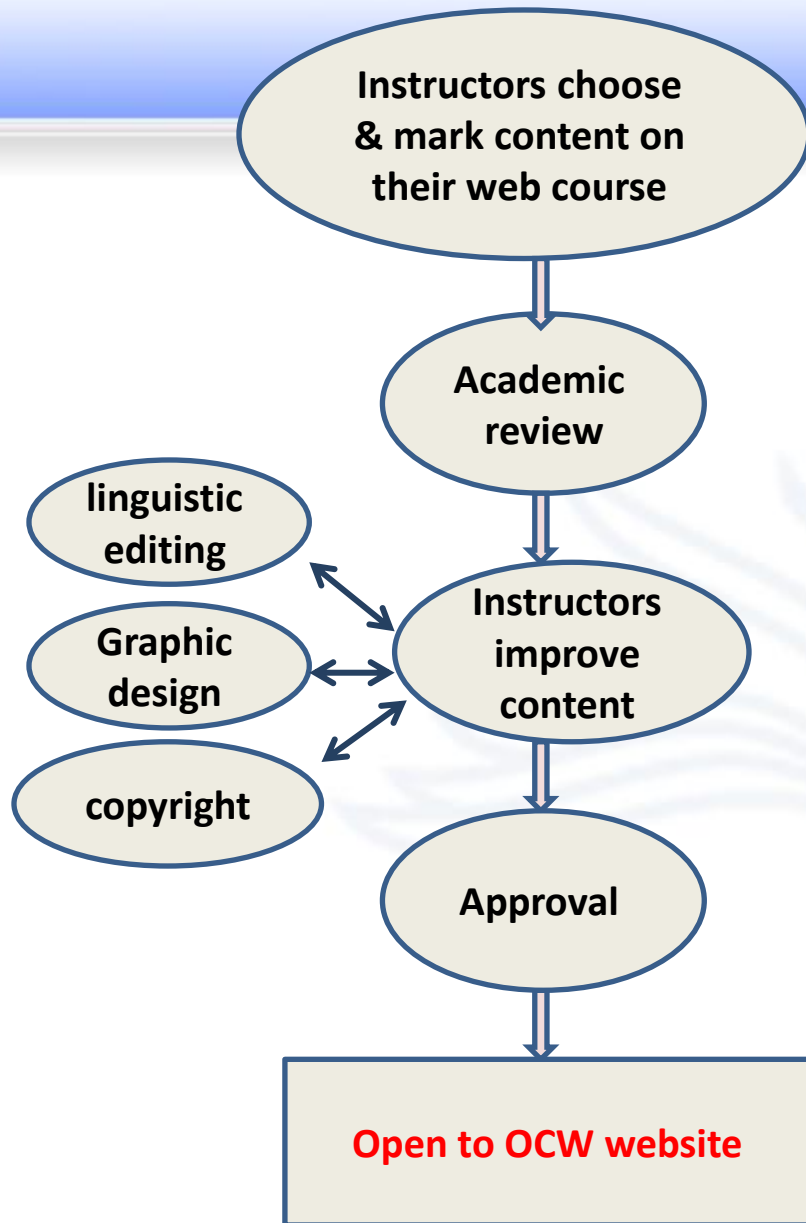 Instructors choose
& mark content on
their web course
Academic
review
linguistic
editing
Graphic
design
copyright
Instructors
improve
content
Approval
Open to OCW website